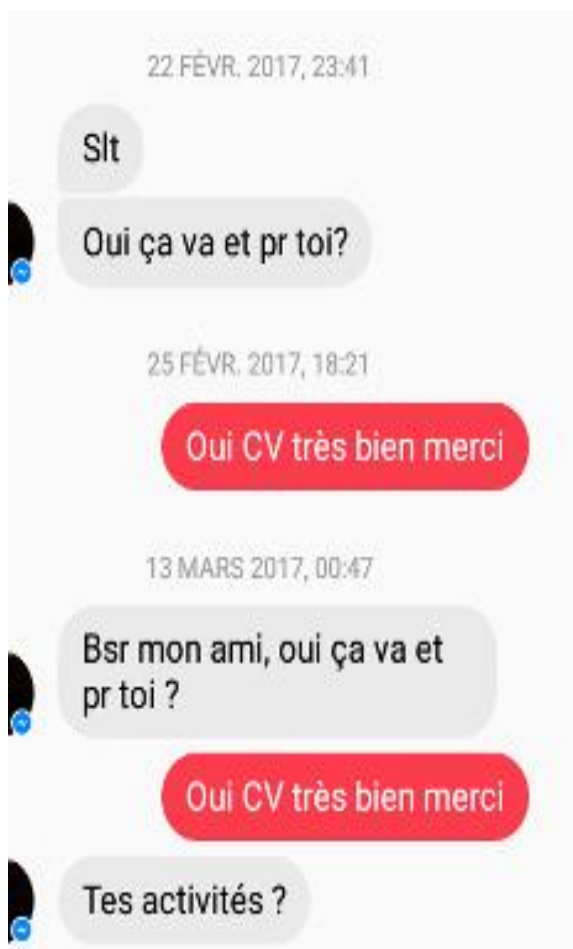 22 FÉVR. 2017, 23:41
Slt
Oui ça va et pr toi?
25 FÉVR. 2017, 18:21
Oui CV très bien merci
13 MARS 2017, 00:47
Bsr mon ami, oui ça va et
pr toi ?
Oui CV très bien merci
Tes activités ?